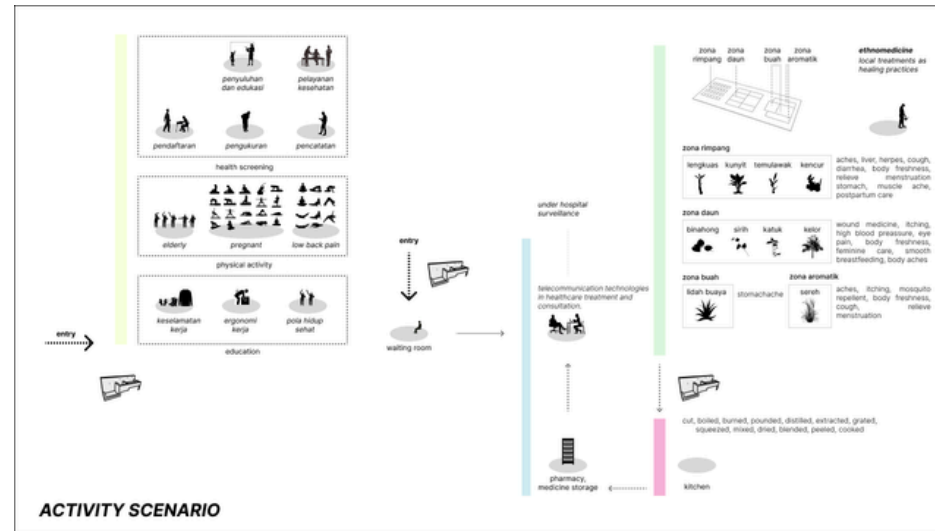 penyuluhan
dan edukasi
pelayanan
kesehatan
pendaftaran
pengukuran
pencatatan
health screening
elderly
pregnant
low back pain
physical activity
keselamatan
kerja
ergonomi
kerja
pola hidup
sehat
education
entry
entry
waiting room
under hospital
surveillance
telecommunication technologies
in healthcare treatment and
consultation.
pharmacy,
medicine storage
zona
rimpang
zona
daun
zona
buah
zona
aromatik
ethnomedicine
local treatments as
healing practices
zona rimpang
lengkuas
kunyit
temulawak
kencur
aches, liver, herpes, cough,
diarrhea, body freshness,
relieve menstruation
stomach, muscle ache,
postpartum care
zona daun
binahong
sirih
katuk
kelor
wound medicine, itching,
high blood preassure, eye
pain, body freshness,
feminine care, smooth
breastfeeding, body aches
zona buah
lidah buaya
stomachache
zona aromatik
sereh
aches, itching, mosquito
repellent, body freshness,
cough, relieve
menstruation
cut, boiled, burned, pounded, distilled, extracted, grated,
squeezed, mixed, dried, blended, peeled, cooked
kitchen
ACTIVITY SCENARIO